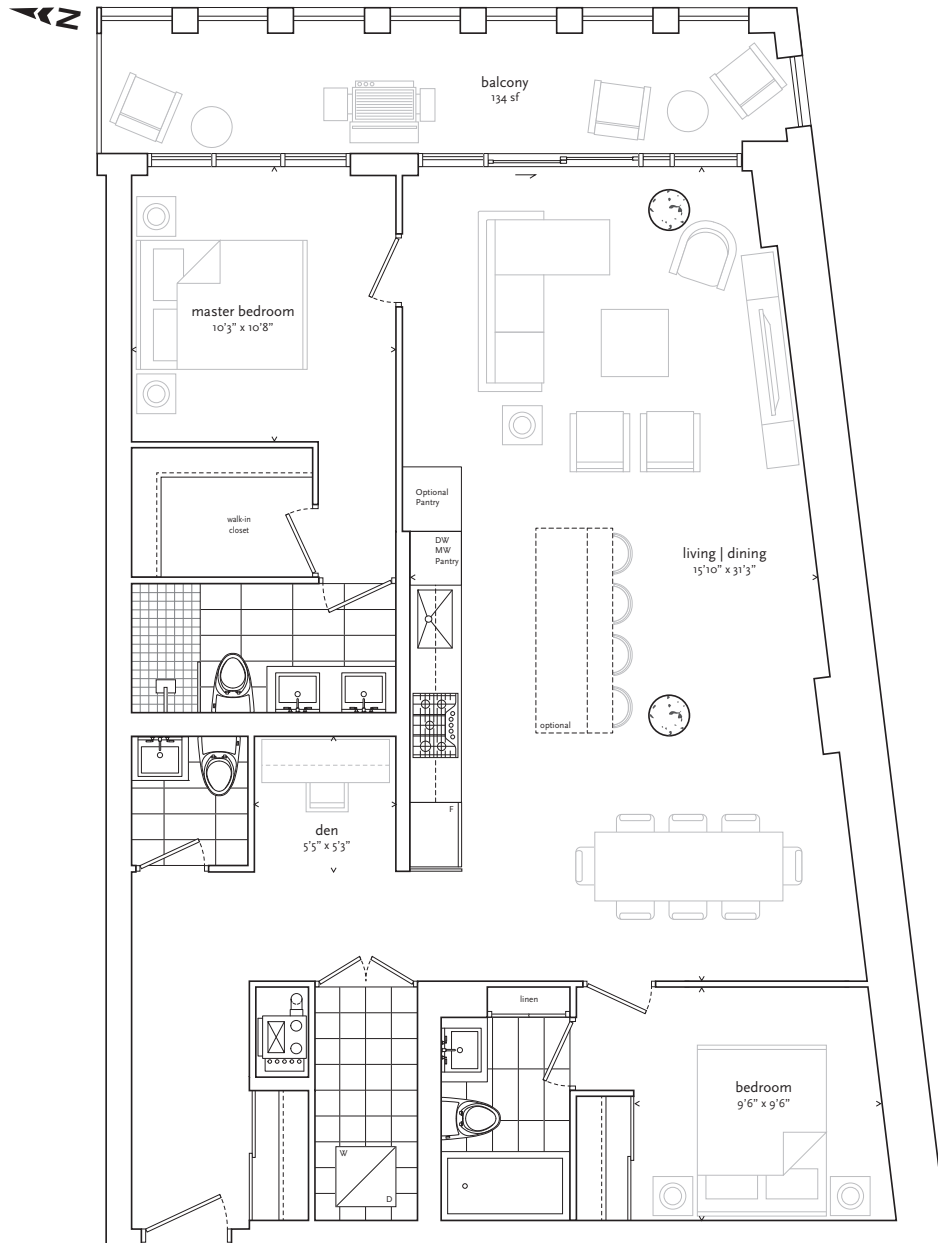 N
balcony
134 sf
master bedroom
10'3" x 10'8"
walk-in
closet
Optional
Pantry
DW
MW
Pantry
living | dining
15'10" x 31'3"
optional
F
den
5'5" x 5'3"
linen
bedroom
9'6" x 9'6"
W
D